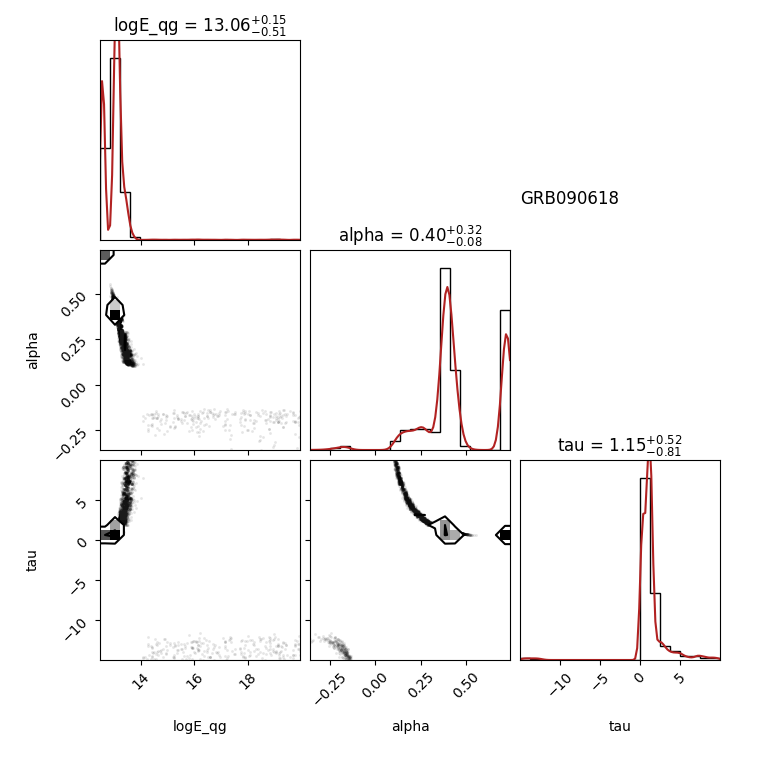 logE_qg = 13.06+0.15−0.51
GRB090618
alpha = 0.40+0.32−0.08
alpha
0.50
0.25
0.00
−0.25
tau = 1.15+0.52−0.81
tau
5
0
−5
−10
14 16 18
−0.25 0.00 0.25 0.50
−10 −5 0 5
logE_qg alpha tau